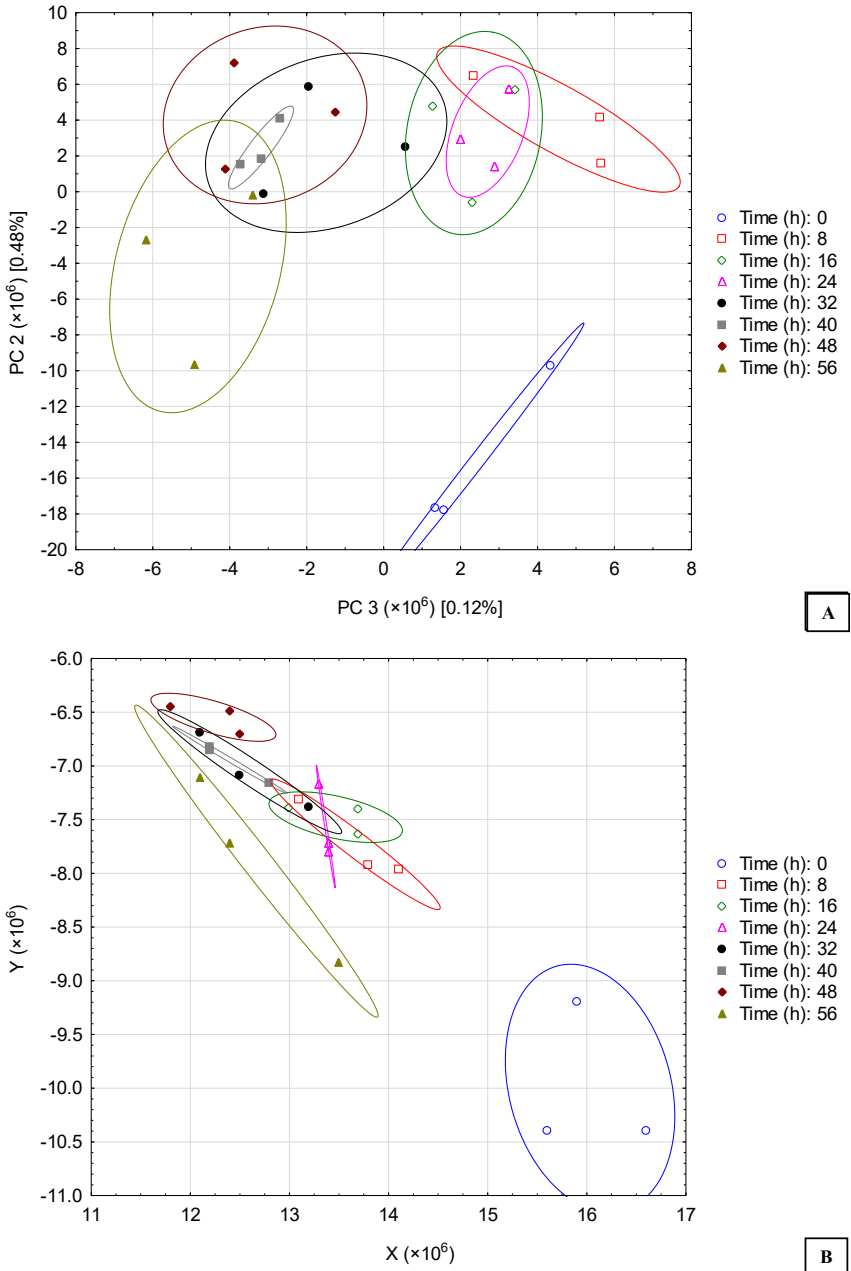 10
8
6
4
2
0
-2
-4
-6
-8
-10
-12
-14
-16
-18
-20
PC 2 (×10⁶) [0.48%]
-8 -6 -4 -2 0 2 4 6 8
PC 3 (×10⁶) [0.12%]
Time (h): 0
Time (h): 8
Time (h): 16
Time (h): 24
Time (h): 32
Time (h): 40
Time (h): 48
Time (h): 56
A
-6.0
-6.5
-7.0
-7.5
-8.0
-8.5
-9.0
-9.5
-10.0
-10.5
-11.0
Y (×10⁶)
11 12 13 14 15 16 17
X (×10⁶)
Time (h): 0
Time (h): 8
Time (h): 16
Time (h): 24
Time (h): 32
Time (h): 40
Time (h): 48
Time (h): 56
B